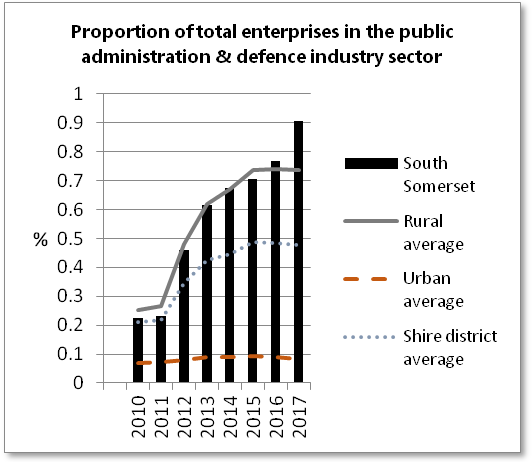 Proportion of total enterprises in the public
administration & defence industry sector
1
0.9
0.8
0.7
0.6
0.5
0.4
0.3
0.2
0.1
0
%
2010
2011
2012
2013
2014
2015
2016
2017
South
Somerset
Rural
average
Urban
average
Shire district
average